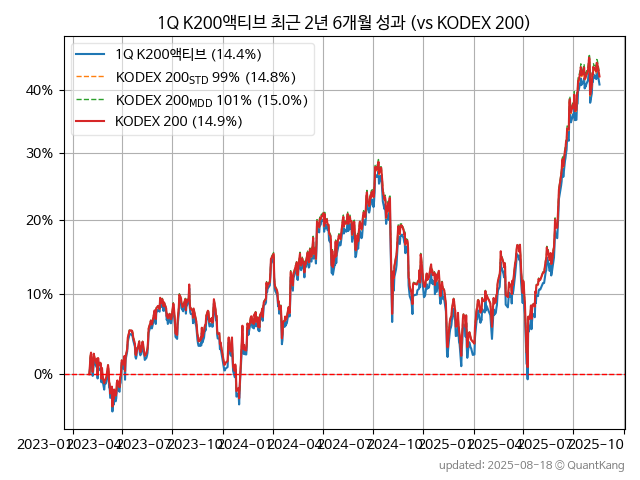 1Q K200액티브 최근 2년 6개월 성과 (vs KODEX 200)
1Q K200액티브 (14.4%)
KODEX 200STD 99% (14.8%)
KODEX 200MDD 101% (15.0%)
KODEX 200 (14.9%)
40%
30%
20%
10%
0%
2023-01 2023-04 2023-07 2023-10 2024-01 2024-04 2024-07 2024-10 2025-01 2025-04 2025-07 2025-10
updated: 2025-08-18 © QuantKang